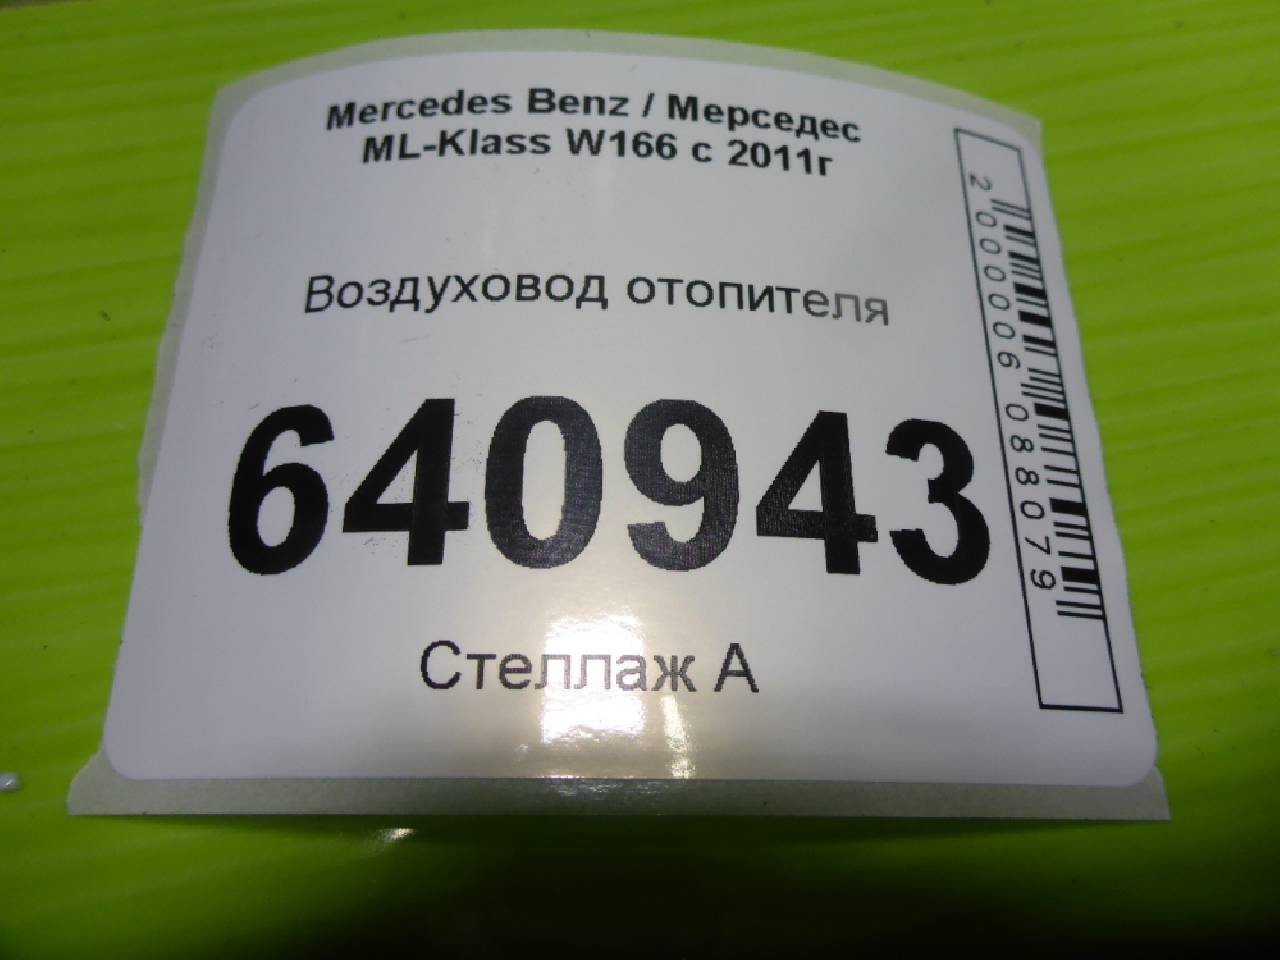 Mercedes Benz / Мерседес
ML-Klass W166 с 2011г
Воздуховод отопителя
640943
Стеллаж А
2000006088079